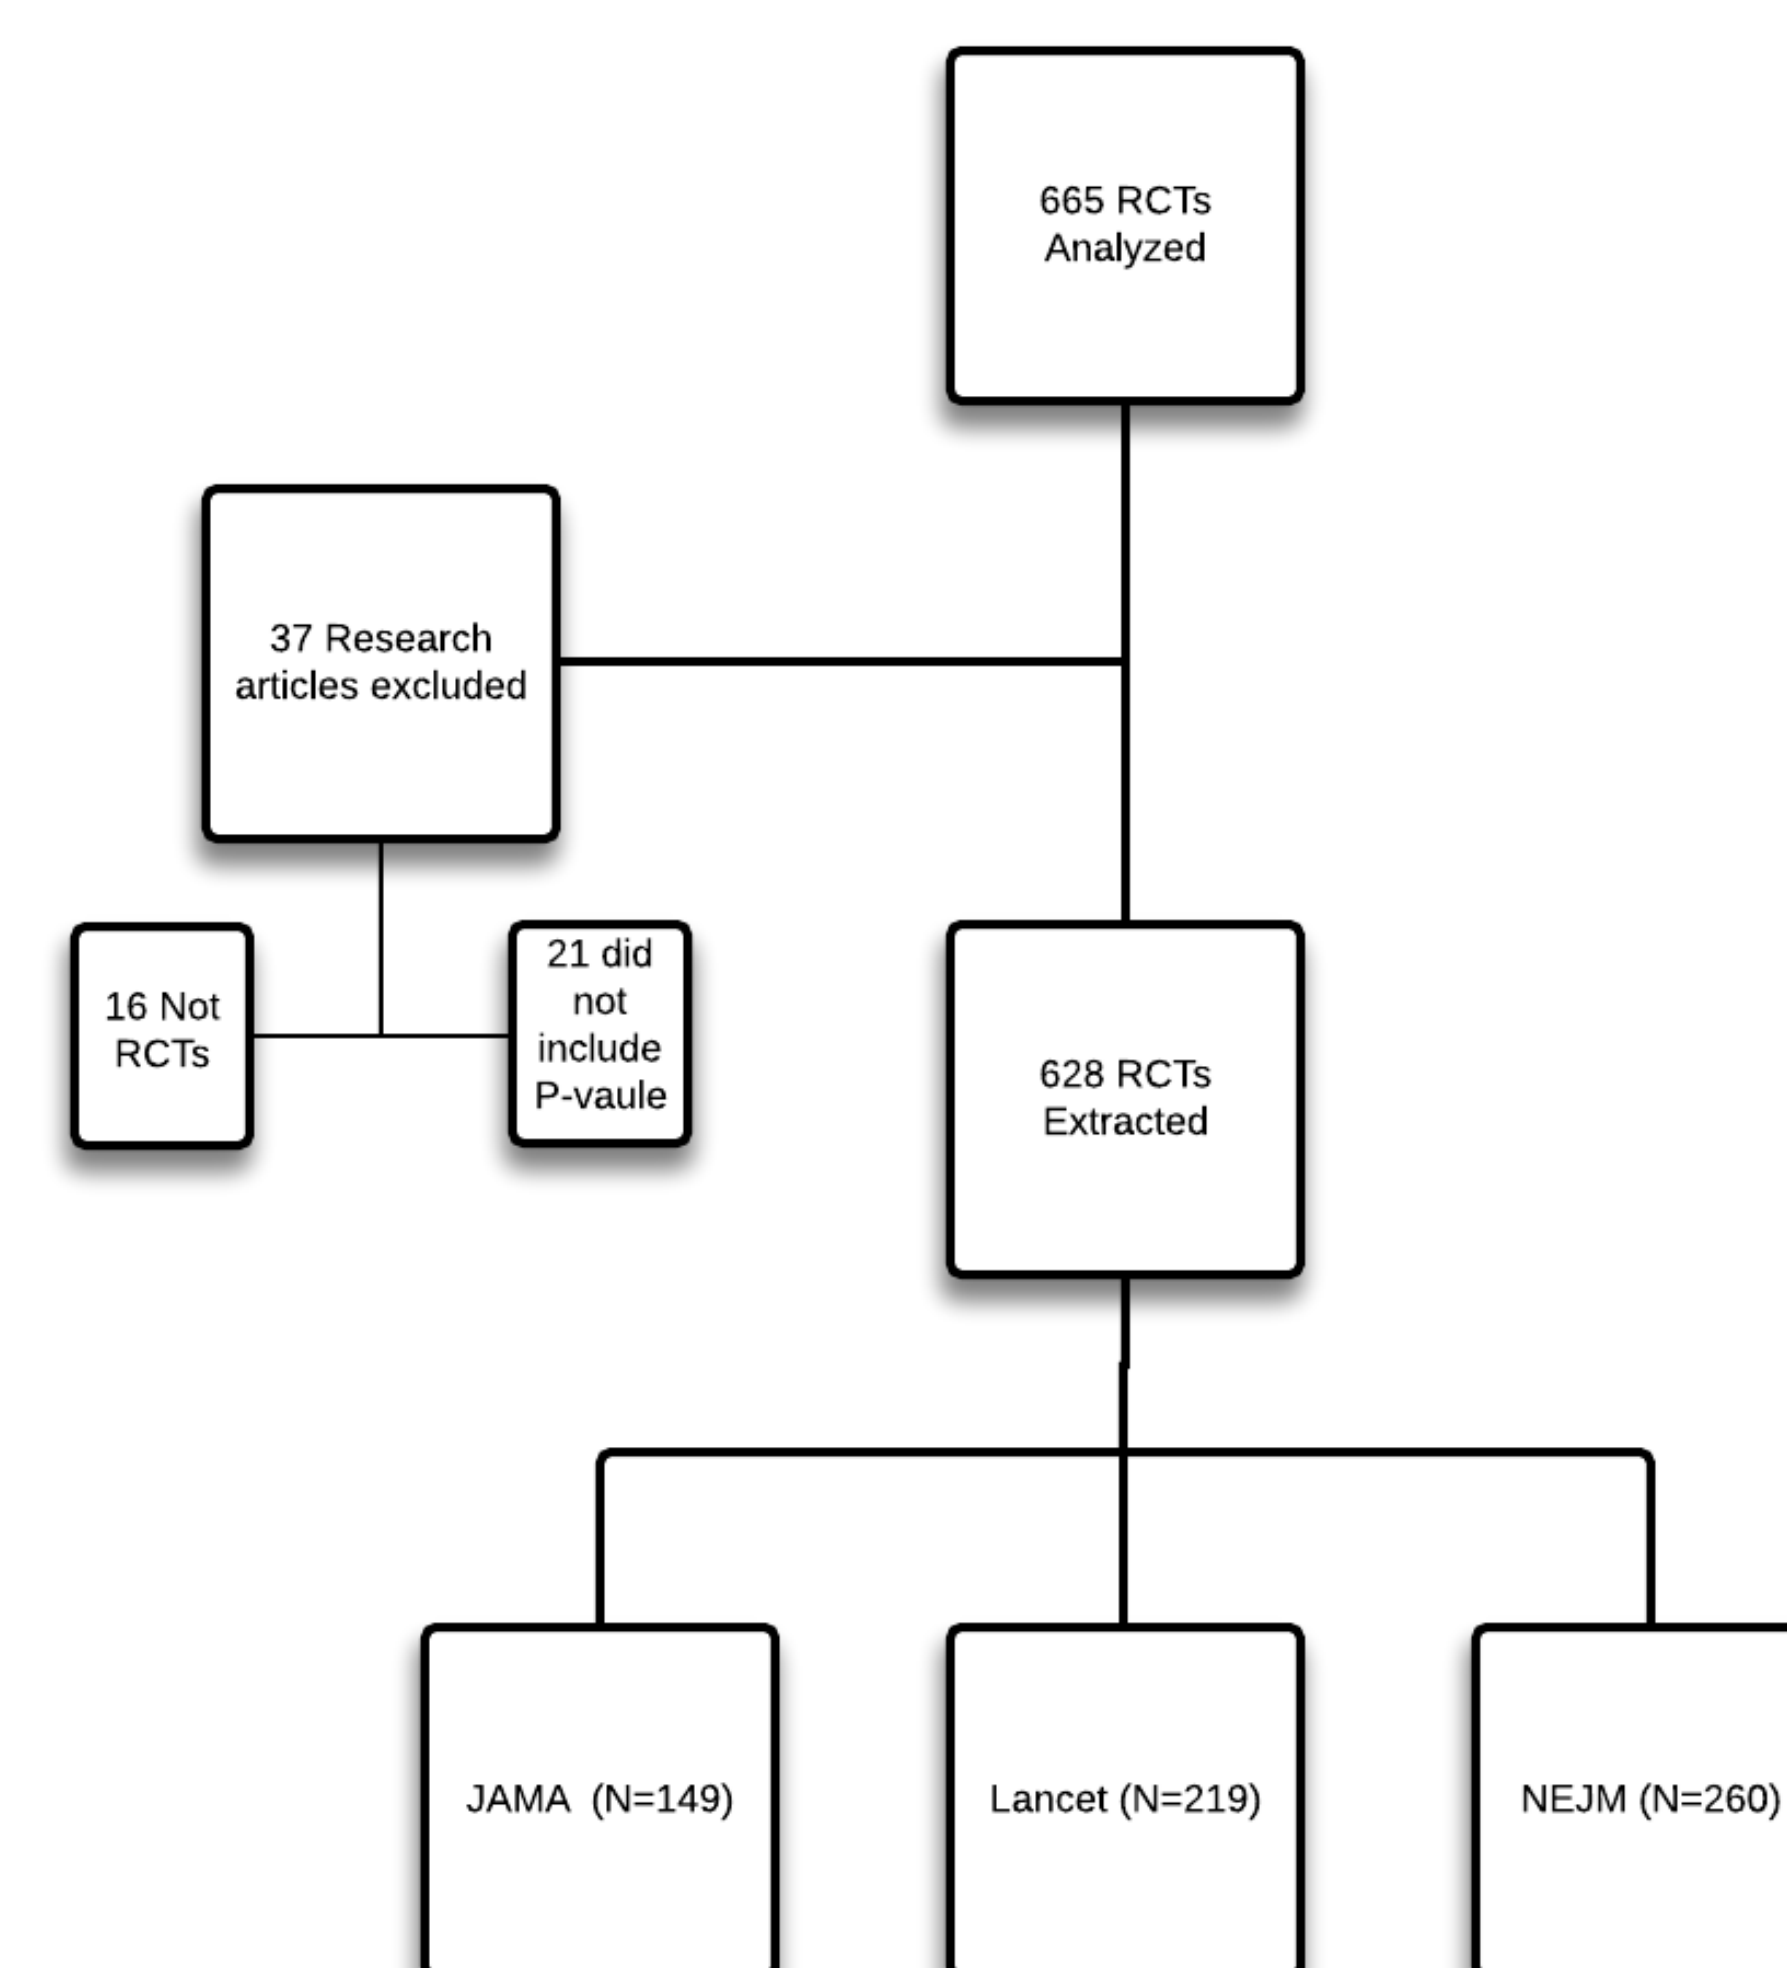 665 RCTs
Analyzed
37 Research
articles excluded
16 Not
RCTs
21 did
not
include
P-vaule
628 RCTs
Extracted
JAMA  (N=149)
Lancet (N=219)
NEJM (N=260)